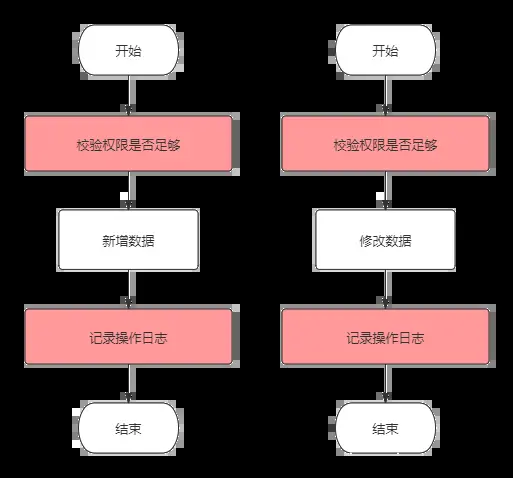 开始
校验权限是否足够
新增数据
记录操作日志
结束
开始
校验权限是否足够
修改数据
记录操作日志
结束